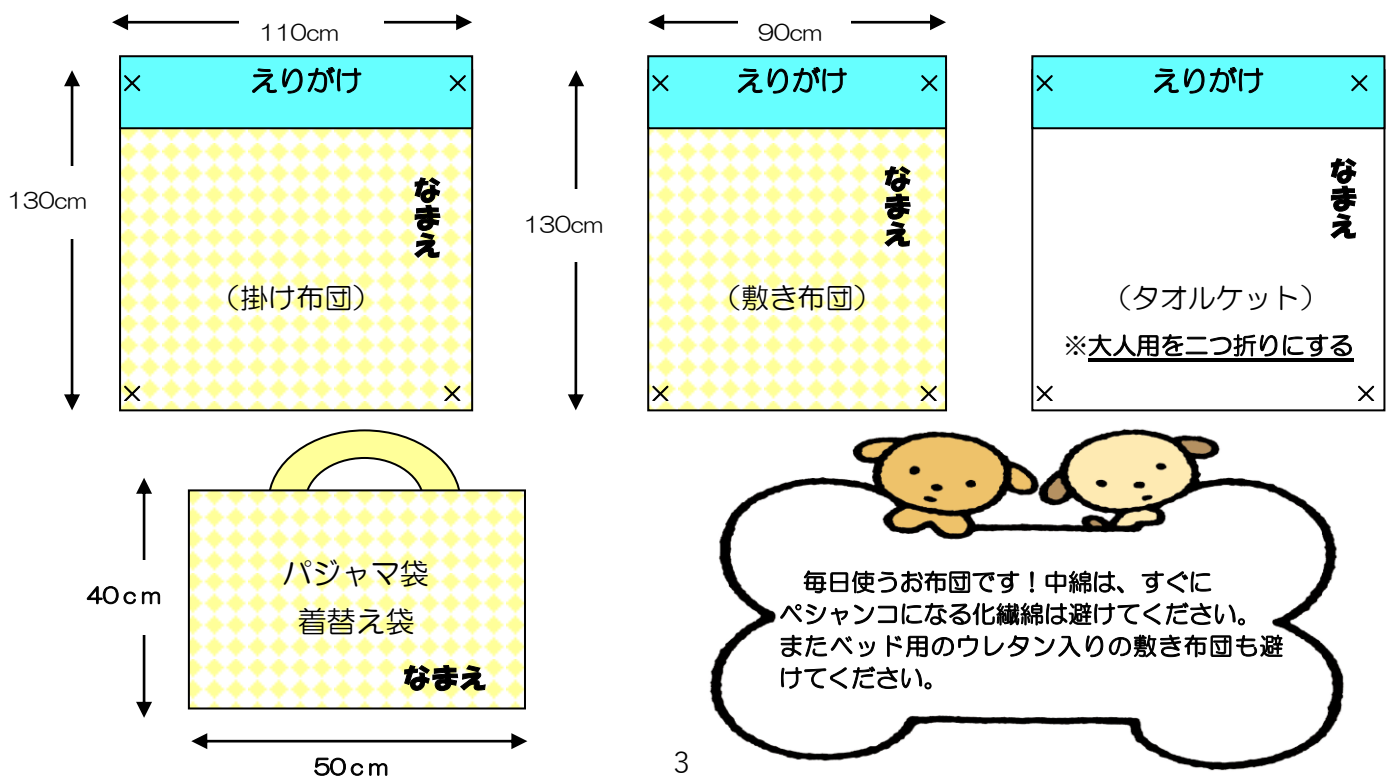 110cm
90cm
× えりがけ ×
× えりがけ ×
× えりがけ ×
130cm
130cm
なまえ
なまえ
なまえ
（掛け布団）
（敷き布団）
（タオルケット）
※大人用を二つ折りにする
× ×
× ×
× ×
40cm
パジャマ袋
着替え袋
なまえ
50cm
毎日使うお布団です！中綿は、すぐに
ペシャンコになる化繊綿は避けてください。
またベッド用のウレタン入りの敷き布団も避
けてください。
3